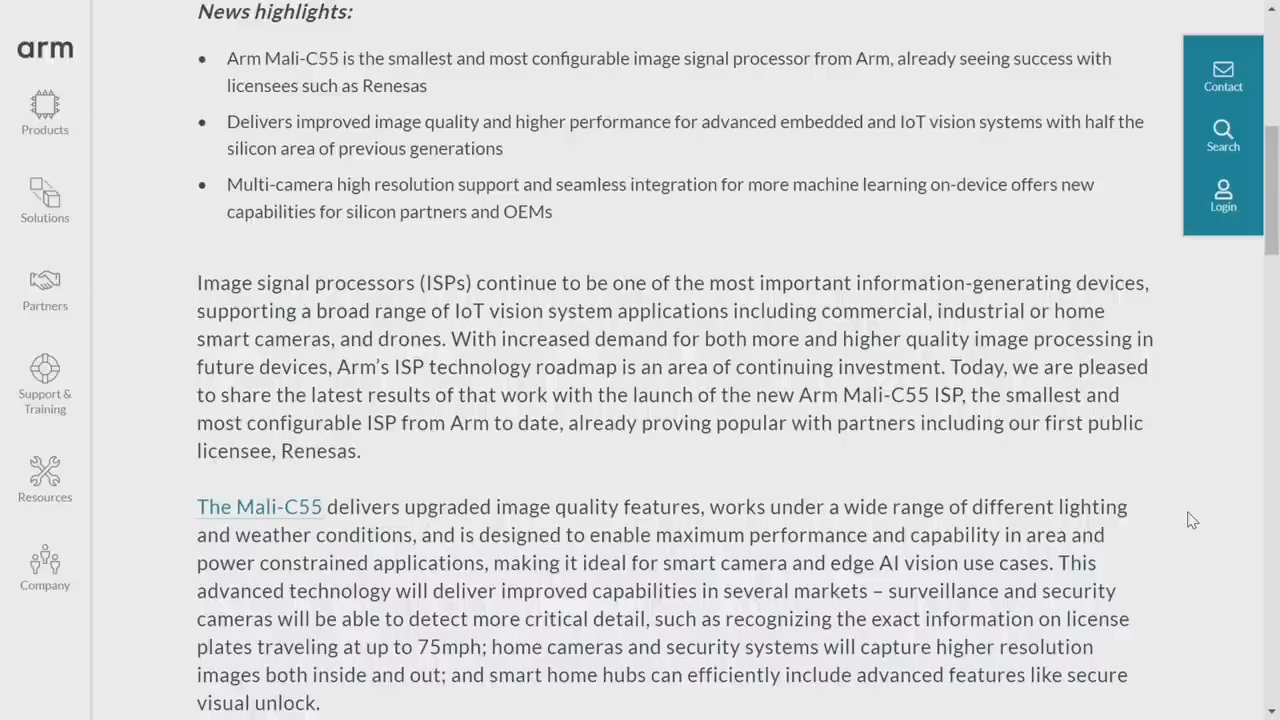 News highlights:
arm
Products
Solutions
Partners
Support &
Training
Resources
Company
• Arm Mali-C55 is the smallest and most configurable image signal processor from Arm, already seeing success with
licensees such as Renesas
• Delivers improved image quality and higher performance for advanced embedded and IoT vision systems with half the
silicon area of previous generations
• Multi-camera high resolution support and seamless integration for more machine learning on-device offers new
capabilities for silicon partners and OEMs
Image signal processors (ISPs) continue to be one of the most important information-generating devices,
supporting a broad range of IoT vision system applications including commercial, industrial or home
smart cameras, and drones. With increased demand for both more and higher quality image processing in
future devices, Arm’s ISP technology roadmap is an area of continuing investment. Today, we are pleased
to share the latest results of that work with the launch of the new Arm Mali-C55 ISP, the smallest and
most configurable ISP from Arm to date, already proving popular with partners including our first public
licensee, Renesas.
The Mali-C55 delivers upgraded image quality features, works under a wide range of different lighting
and weather conditions, and is designed to enable maximum performance and capability in area and
power constrained applications, making it ideal for smart camera and edge AI vision use cases. This
advanced technology will deliver improved capabilities in several markets – surveillance and security
cameras will be able to detect more critical detail, such as recognizing the exact information on license
plates traveling at up to 75mph; home cameras and security systems will capture higher resolution
images both inside and out; and smart home hubs can efficiently include advanced features like secure
visual unlock.
Contact
Search
Login